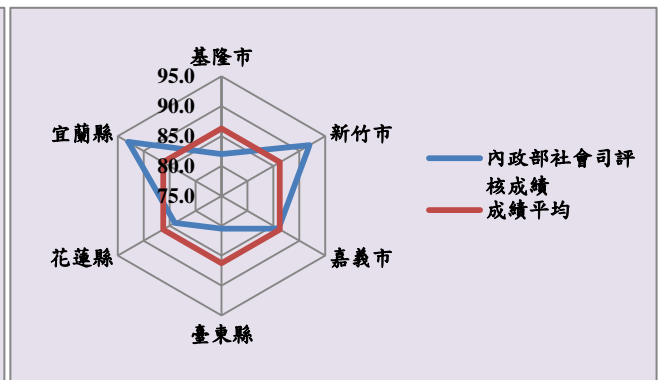 基隆市
95.0
90.0
85.0
80.0
75.0
宜蘭縣
新竹市
內政部社會司評
核成績
成績平均
花蓮縣
嘉義市
臺東縣